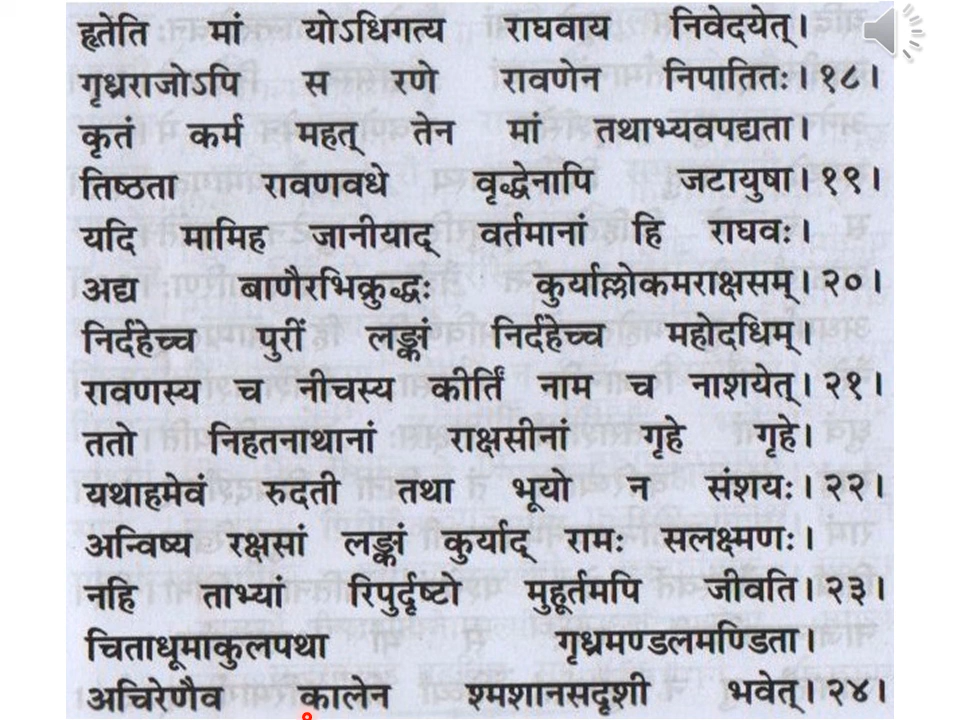 हृतेति मां योऽधिगत्य राघवाय निवेदयेत्।
गृध्रराजोऽपि स रणे रावणेन निपातितः।१८।
कृतं कर्म महत् तेन मां तथाभ्यवपद्यता।
तिष्ठता रावणवधे वृद्धेनापि जटायुषा।१९।
यदि मामिह जानीयाद् वर्तमानां हि राघवः।
अद्य बाणैरभिक्रुद्धः कुर्याल्लोकमराक्षसम्।२०।
निर्दहेच्च पुरीं लङ्कां निर्दहेच्च महोदधिम्।
रावणस्य च नीचस्य कीर्तिं नाम च नाशयेत्।२१।
ततो निहतनाथानां राक्षसीनां गृहे गृहे।
यथाहमेवं रुदती तथा भूयो न संशयः।२२।
अन्विष्य रक्षसां लङ्कां कुर्याद् रामः सलक्ष्मणः।
नहि ताभ्यां रिपुर्दृष्टो मुहूर्तमपि जीवति।२३।
चिताधूमाकुलपथा गृध्रमण्डलमण्डिता।
अचिरेणैव कालेन श्मशानसदृशी भवेत्।२४।